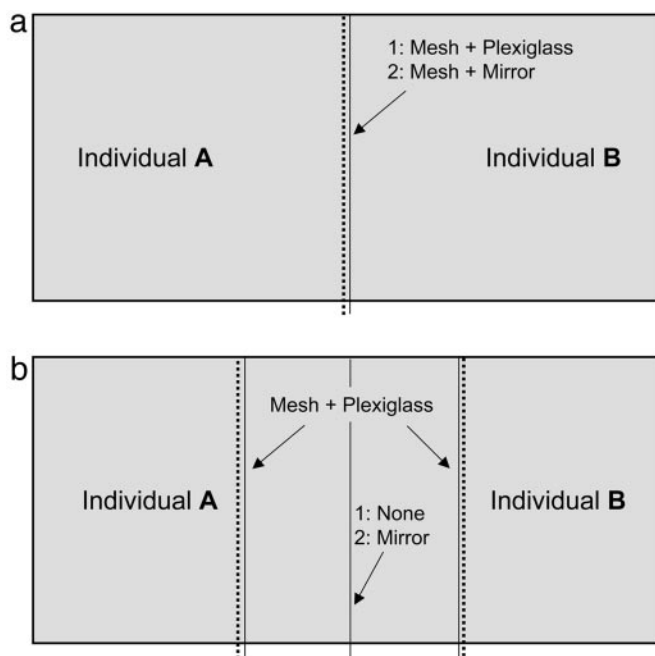 a
1: Mesh + Plexiglass
2: Mesh + Mirror
Individual A
Individual B
b
Mesh + Plexiglass
Individual A
Individual B
1: None
2: Mirror